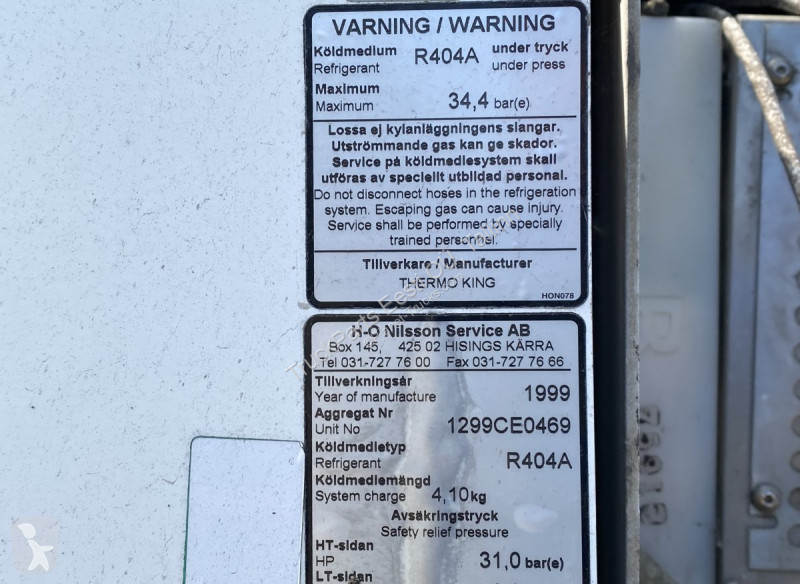 VARNING / WARNING
Köldmedium R404A under tryck
Refrigerant under press
Maximum
Maximum 34,4 bar(e)
Lossa ej kylanläggningens slangar.
Utströmmande gas kan ge skador.
Service på köldmediesystem skall
utföras av speciellt utbildad personal.
Do not disconnect hoses in the refrigeration
system. Escaping gas can cause injury.
Service shall be performed by specially
trained personnel.
Tillverkare / Manufacturer
THERMO KING
HON078
H-O Nilsson Service AB
Box 145, 425 02 HISINGS KÄRRA
Tel 031-727 76 00 Fax 031-727 76 66
Tillverkningsår
Year of manufacture 1999
Aggregat Nr
Unit No 1299CE0469
Köldmedietyp
Refrigerant R404A
Köldmediemängd
System charge 4,10 kg
Avsäkringstryck
Safety relief pressure
HT-sidan
HP 31,0 bar(e)
LT-sidan